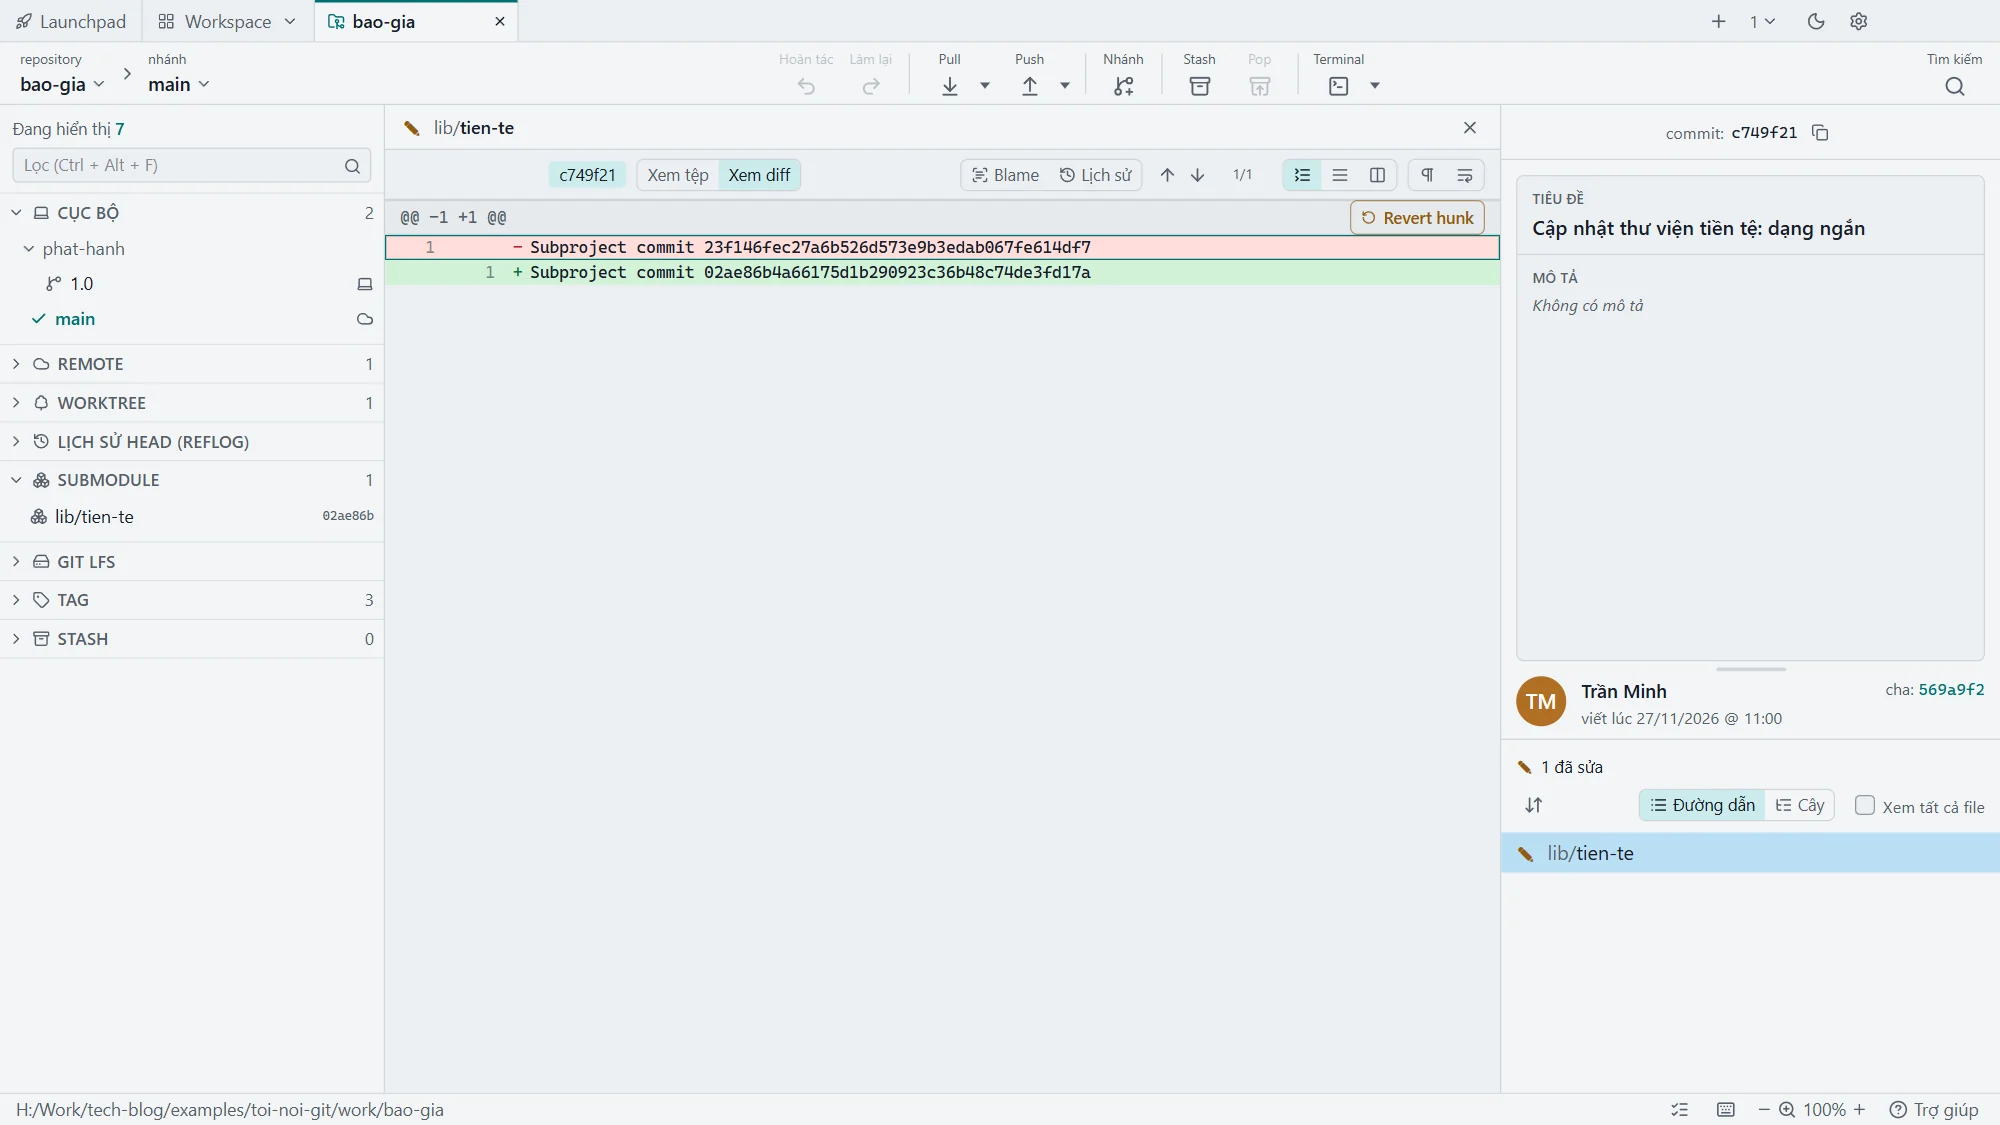 Launchpad
Workspace
bao-gia
1
repository
bao-gia
nhánh
main
Hoàn tác
Làm lại
Pull
Push
Nhánh
Stash
Pop
Terminal
Tìm kiếm
Đang hiển thị 7
Lọc (Ctrl + Alt + F)
CỤC BỘ 2
phat-hanh
1.0
main
REMOTE 1
WORKTREE 1
LỊCH SỬ HEAD (REFLOG)
SUBMODULE 1
lib/tien-te 02ae86b
GIT LFS
TAG 3
STASH 0
lib/tien-te
c749f21
Xem tệp
Xem diff
Blame
Lịch sử
1/1
@@ -1 +1 @@
Revert hunk
1 - Subproject commit 23f146fec27a6b526d573e9b3edab067fe614df7
1 + Subproject commit 02ae86b4a66175d1b290923c36b48c74de3fd17a
commit: c749f21
TIÊU ĐỀ
Cập nhật thư viện tiền tệ: dạng ngắn
MÔ TẢ
Không có mô tả
TM
Trần Minh
cha: 569a9f2
viết lúc 27/11/2026 @ 11:00
1 đã sửa
Đường dẫn
Cây
Xem tất cả file
lib/tien-te
H:/Work/tech-blog/examples/toi-noi-git/work/bao-gia
100%
Trợ giúp